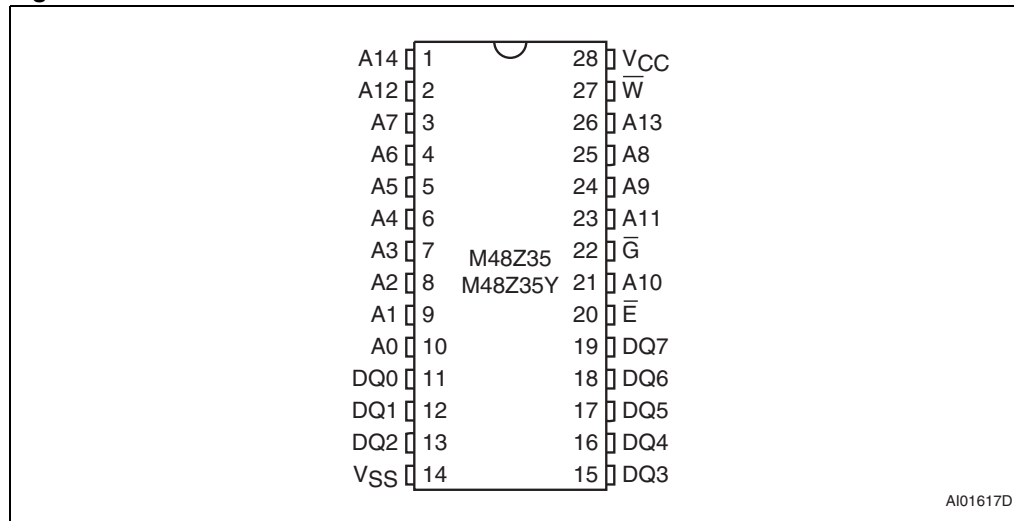 A14 1 28 VCC
A12 2 27 W̅
A7 3 26 A13
A6 4 25 A8
A5 5 24 A9
A4 6 23 A11
A3 7 22 G̅
A2 8 21 A10
A1 9 20 E̅
A0 10 19 DQ7
DQ0 11 18 DQ6
DQ1 12 17 DQ5
DQ2 13 16 DQ4
VSS 14 15 DQ3
M48Z35
M48Z35Y
AI01617D